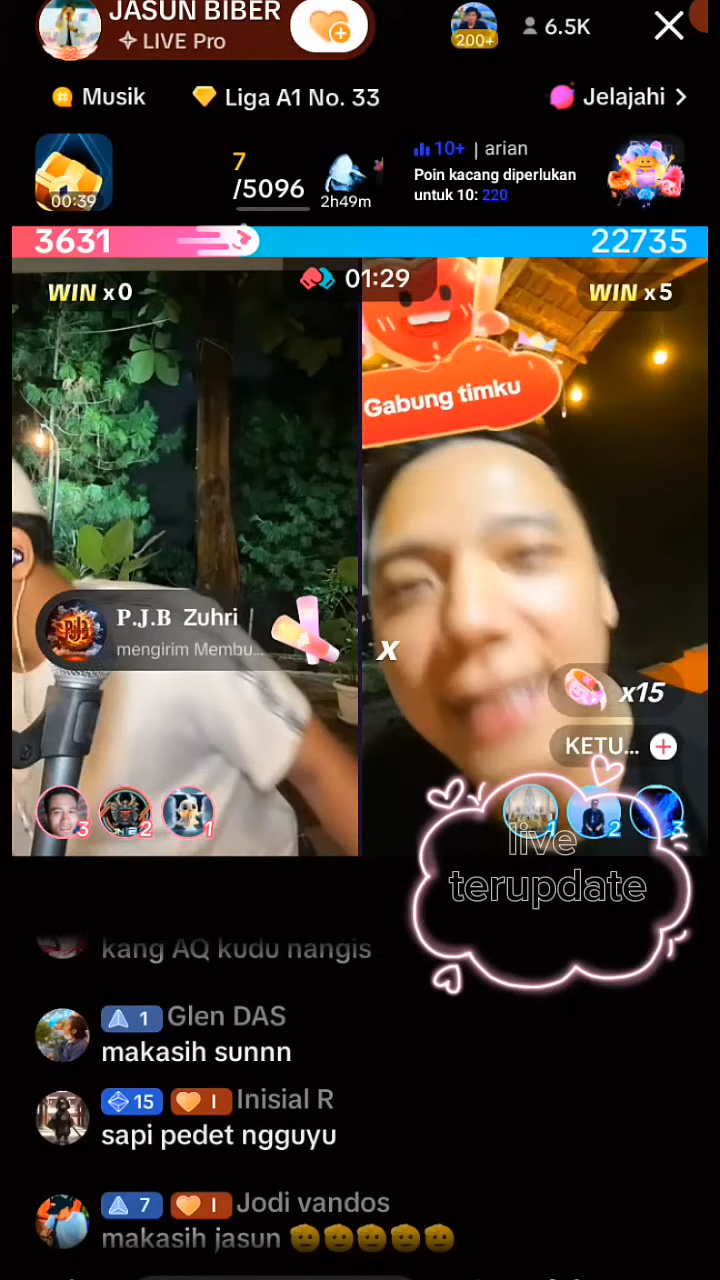 JASUN BIBER
LIVE Pro
200+
6.5K
Musik
Liga A1 No. 33
Jelajahi
00:39
7
/5096
2h49m
10+ | arian
Poin kacang diperlukan
untuk 10: 220
3631
22735
WIN x0
01:29
WIN x5
Gabung timku
P.J.B Zuhri
mengirim Membu...
x
x15
KETU...
3
2
1
1
2
3
live
terupdate
kang AQ kudu nangis
1 Glen DAS
makasih sunnn
15 I Inisial R
sapi pedet ngguyu
7 I Jodi vandos
makasih jasun